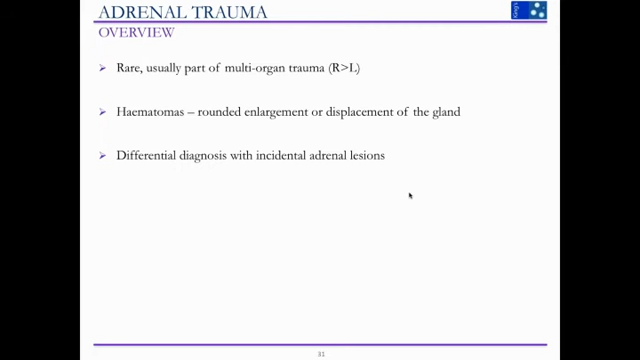 ADRENAL TRAUMA
OVERVIEW
Rare, usually part of multi-organ trauma (R>L)
Haematomas – rounded enlargement or displacement of the gland
Differential diagnosis with incidental adrenal lesions
31